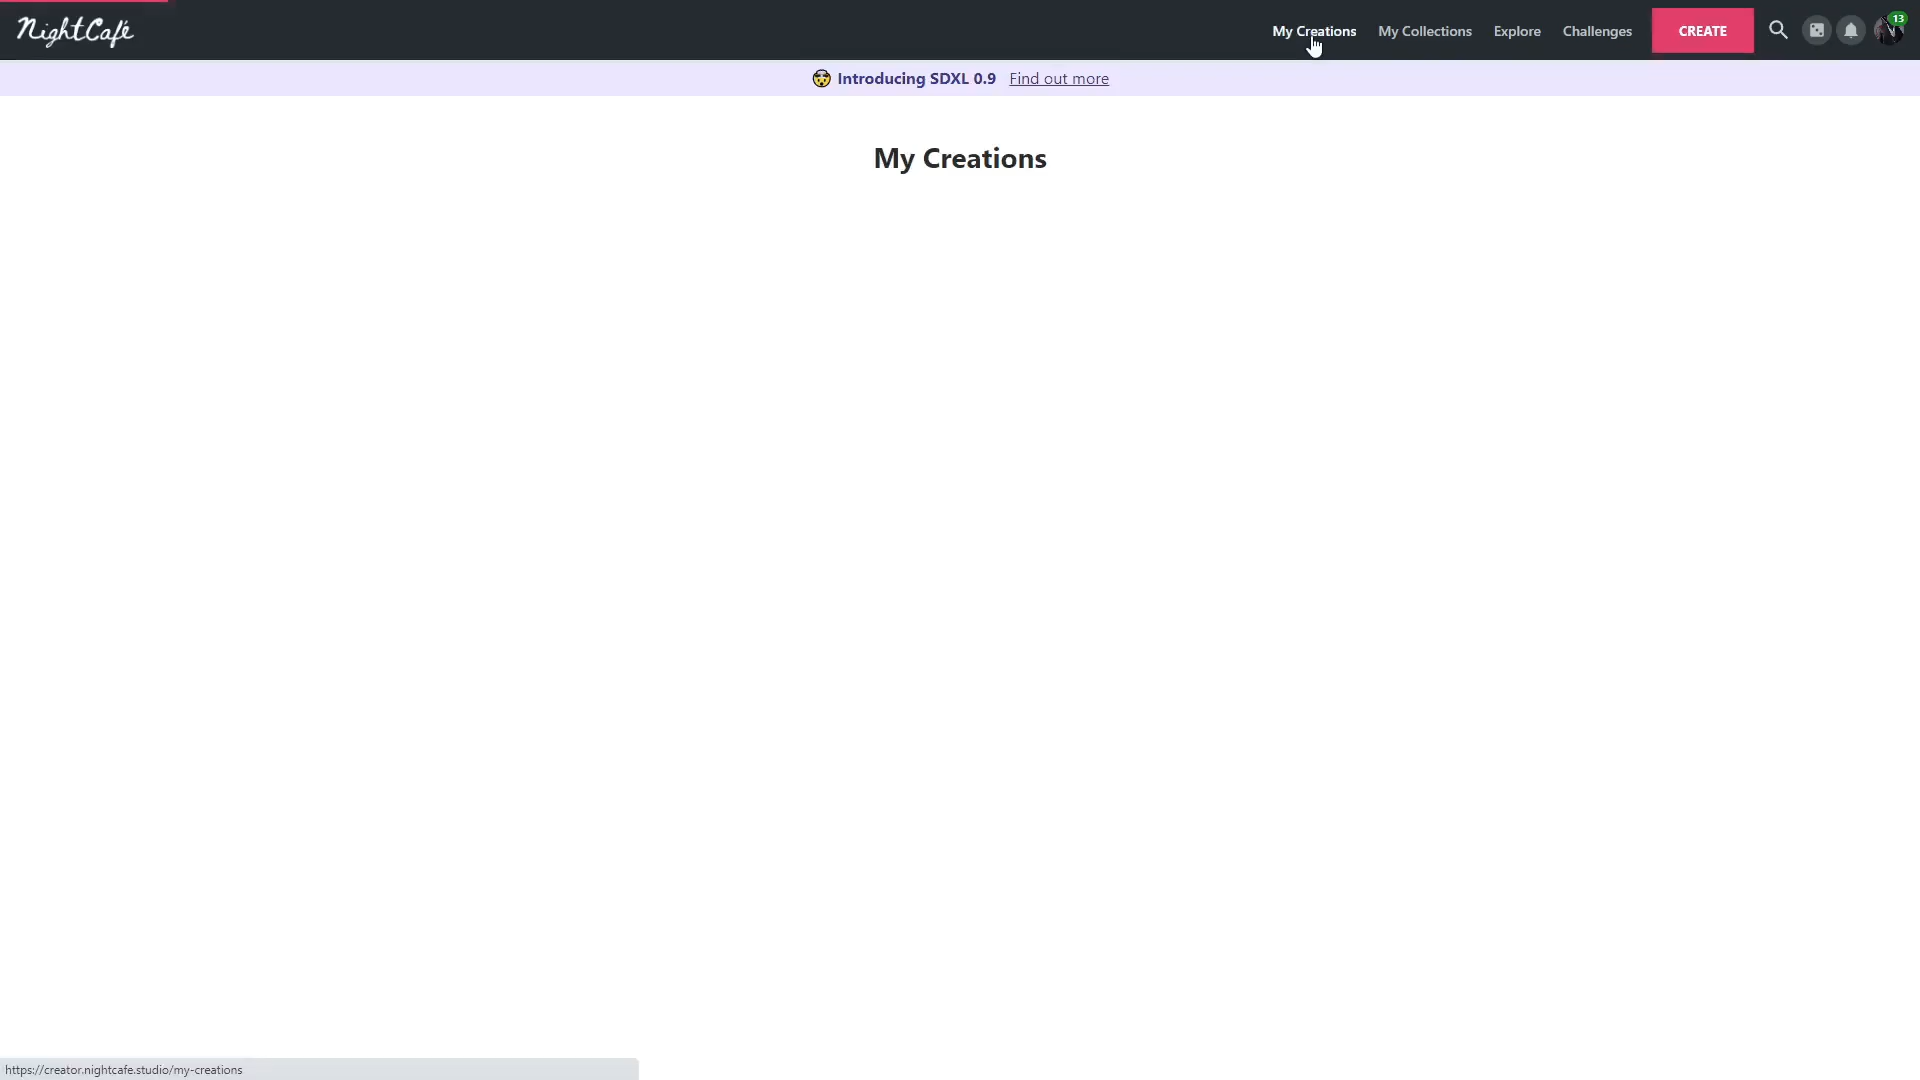 NightCafé
My Creations
My Collections
Explore
Challenges
CREATE
13
Introducing SDXL 0.9 Find out more
My Creations
https://creator.nightcafe.studio/my-creations